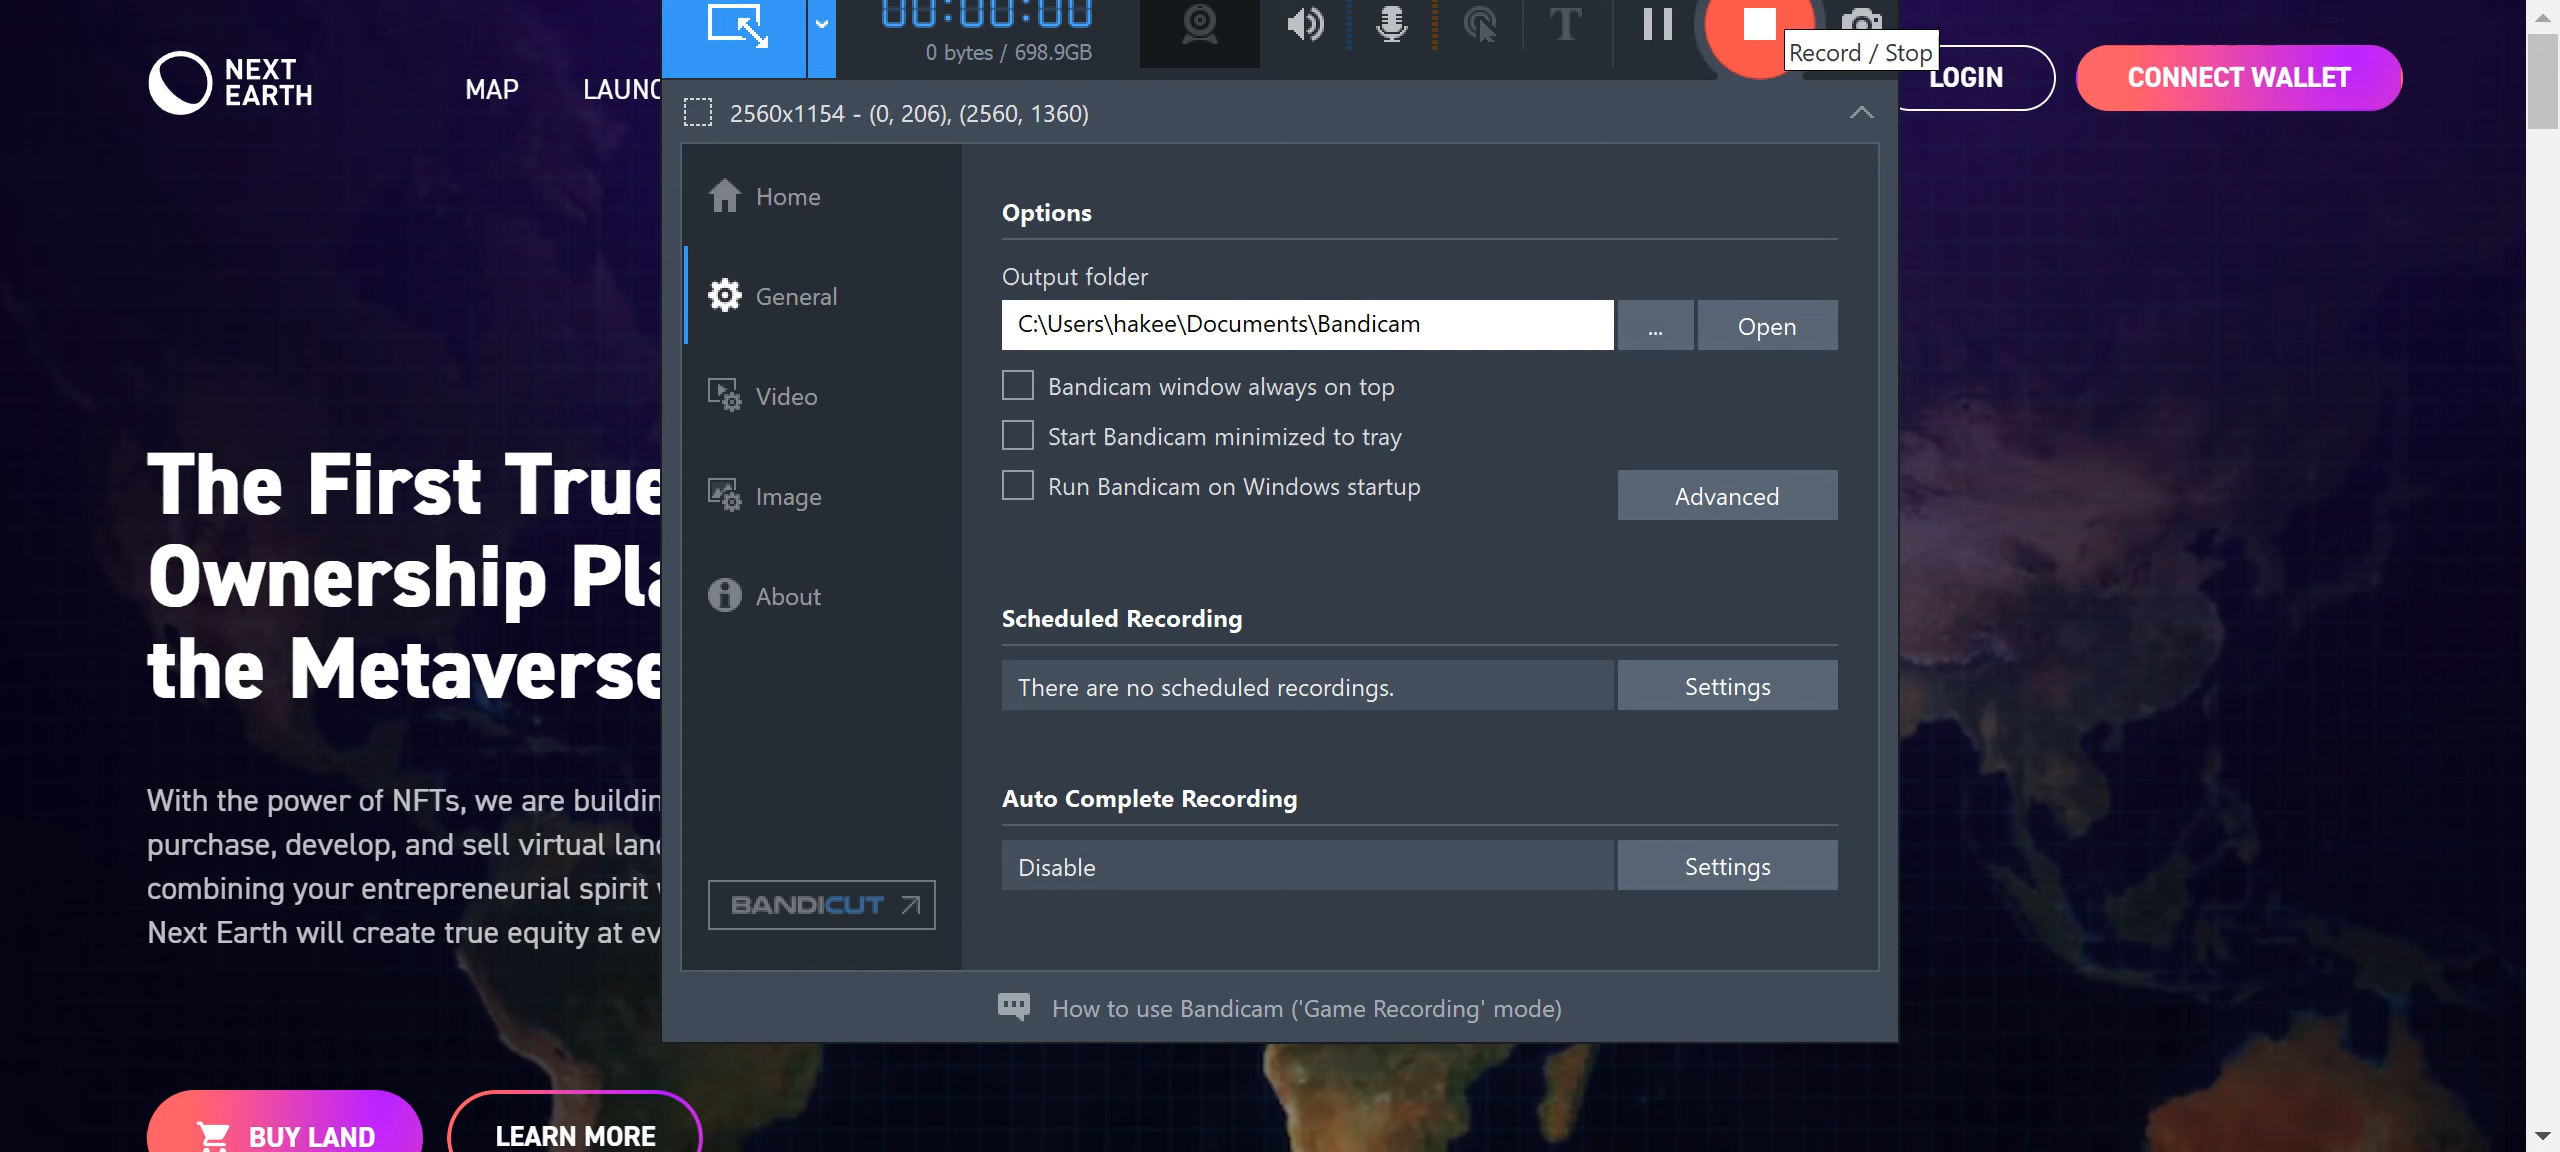 NEXT
EARTH
MAP
LAUNC
00:00:00
0 bytes / 698.9GB
T
Record / Stop
LOGIN
CONNECT WALLET
2560x1154 - (0, 206), (2560, 1360)
Home
General
Video
Image
About
BANDICUT
Options
Output folder
C:\Users\hakee\Documents\Bandicam
...
Open
Bandicam window always on top
Start Bandicam minimized to tray
Run Bandicam on Windows startup
Advanced
Scheduled Recording
There are no scheduled recordings.
Settings
Auto Complete Recording
Disable
Settings
How to use Bandicam ('Game Recording' mode)
The First True
Ownership Pla
the Metaverse
With the power of NFTs, we are buildin
purchase, develop, and sell virtual lan
combining your entrepreneurial spirit
Next Earth will create true equity at ev
BUY LAND
LEARN MORE